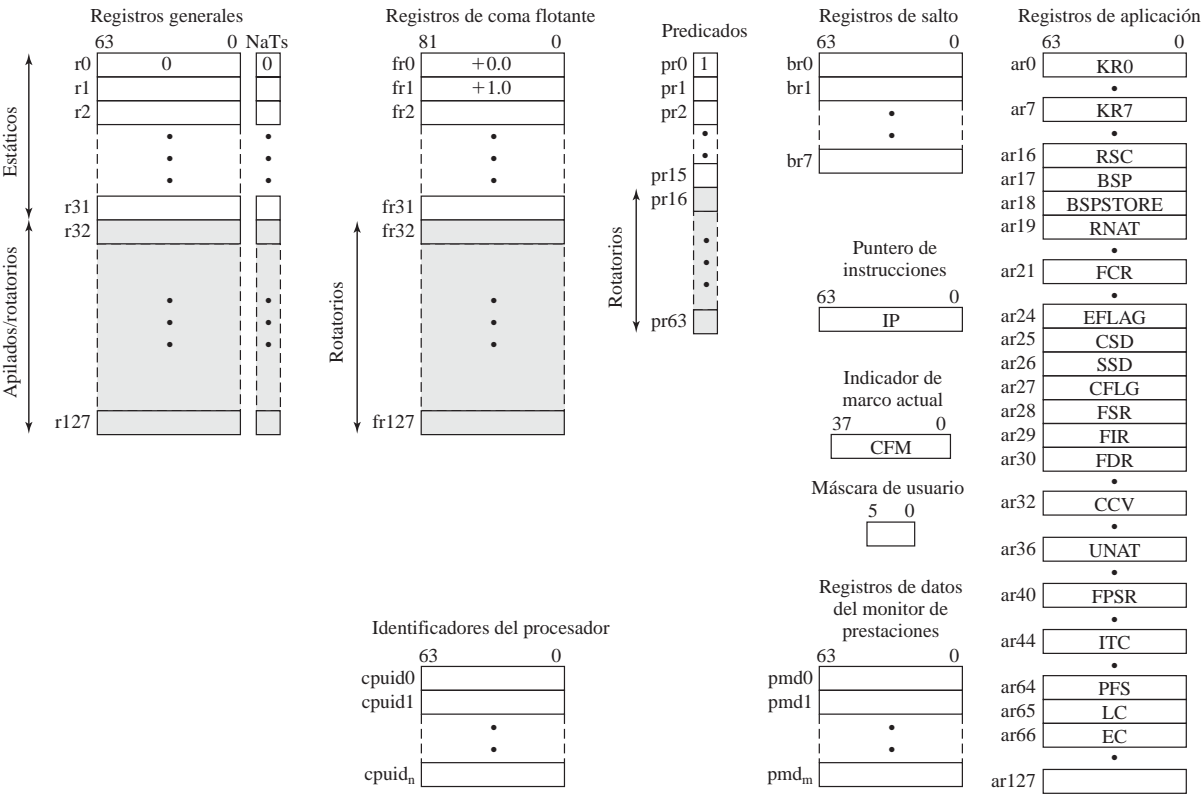 Registros generales
63 0 NaTs
r0 0 0
r1
r2
r31
r32
r127
Estáticos
Apilados/rotatorios
Registros de coma flotante
81 0
fr0 +0.0
fr1 +1.0
fr2
fr31
fr32
fr127
Rotatorios
Predicados
pr0 1
pr1
pr2
pr15
pr16
pr63
Rotatorios
Registros de salto
63 0
br0
br1
br7
Puntero de
instrucciones
63 0
IP
Indicador de
marco actual
37 0
CFM
Máscara de usuario
5 0
Identificadores del procesador
63 0
cpuid0
cpuid1
cpuidn
Registros de datos
del monitor de
prestaciones
63 0
pmd0
pmd1
pmdm
Registros de aplicación
63 0
ar0 KR0
ar7 KR7
ar16 RSC
ar17 BSP
ar18 BSPSTORE
ar19 RNAT
ar21 FCR
ar24 EFLAG
ar25 CSD
ar26 SSD
ar27 CFLG
ar28 FSR
ar29 FIR
ar30 FDR
ar32 CCV
ar36 UNAT
ar40 FPSR
ar44 ITC
ar64 PFS
ar65 LC
ar66 EC
ar127